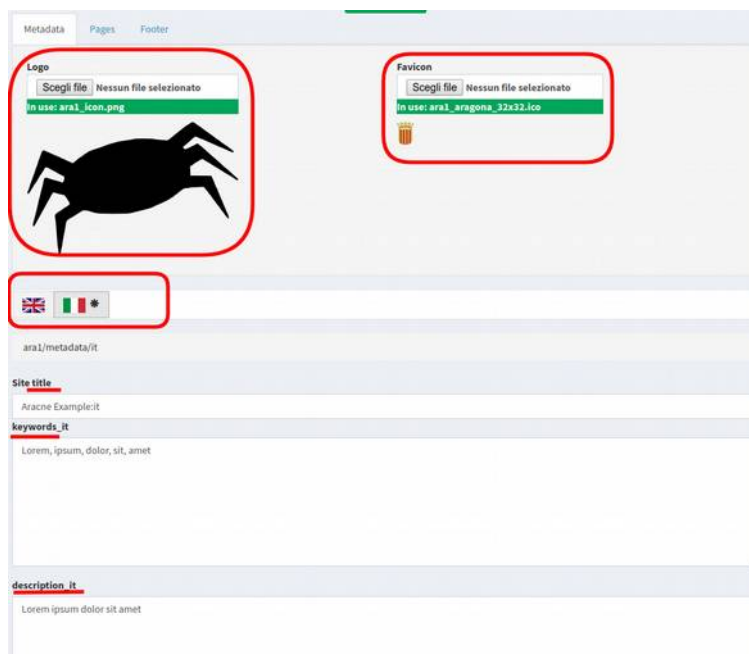 Metadata Pages Footer
Logo Favicon
Scegli file Nessun file selezionato Scegli file Nessun file selezionato
In use: ara1_icon.png In use: ara1_aragona_32x32.ico
ara1/metadata/it
Site title
Aracne Example:it
keywords_it
Lorem, ipsum, dolor, sit, amet
description_it
Lorem ipsum dolor sit amet